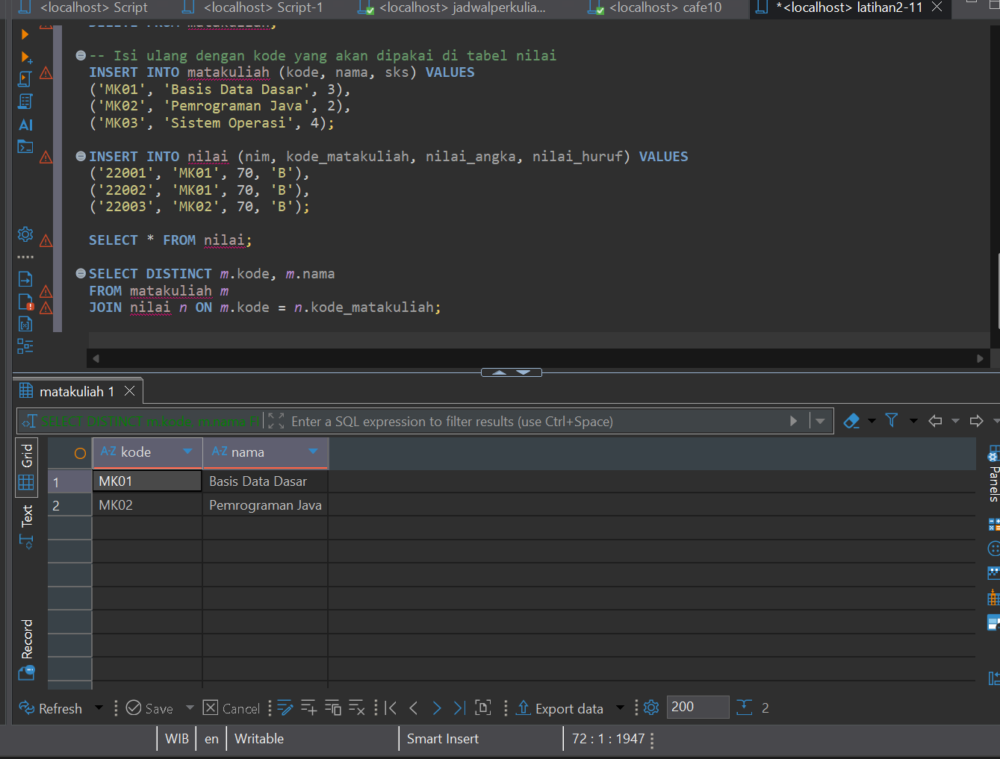 <localhost> Script
<localhost> Script-1
<localhost> jadwalperkulia...
<localhost> cafe10
*<localhost> latihan2-11
-- Isi ulang dengan kode yang akan dipakai di tabel nilai
INSERT INTO matakuliah (kode, nama, sks) VALUES
('MK01', 'Basis Data Dasar', 3),
('MK02', 'Pemrograman Java', 2),
('MK03', 'Sistem Operasi', 4);
INSERT INTO nilai (nim, kode_matakuliah, nilai_angka, nilai_huruf) VALUES
('22001', 'MK01', 70, 'B'),
('22002', 'MK01', 70, 'B'),
('22003', 'MK02', 70, 'B');
SELECT * FROM nilai;
SELECT DISTINCT m.kode, m.nama
FROM matakuliah m
JOIN nilai n ON m.kode = n.kode_matakuliah;
AI
matakuliah 1
SELECT DISTINCT m.kode, m.nama F
Enter a SQL expression to filter results (use Ctrl+Space)
Grid
Text
Record
Panels
A-Z kode
A-Z nama
1 MK01 Basis Data Dasar
2 MK02 Pemrograman Java
Refresh
Save
Cancel
Export data
200
2
WIB
en
Writable
Smart Insert
72 : 1 : 1947